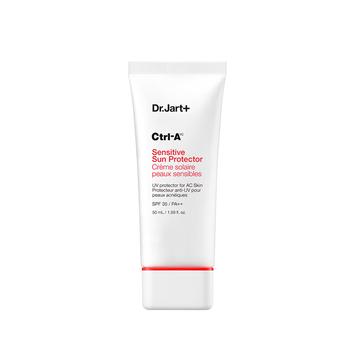 Dr.Jart+
Ctrl-A
Sensitive
Sun Protector
Crème solaire
peaux sensibles
UV protector for AC Skin
Protecteur anti-UV pour
peaux acnéiques
SPF 35 / PA++
50 mL / 1.69 fl. oz.